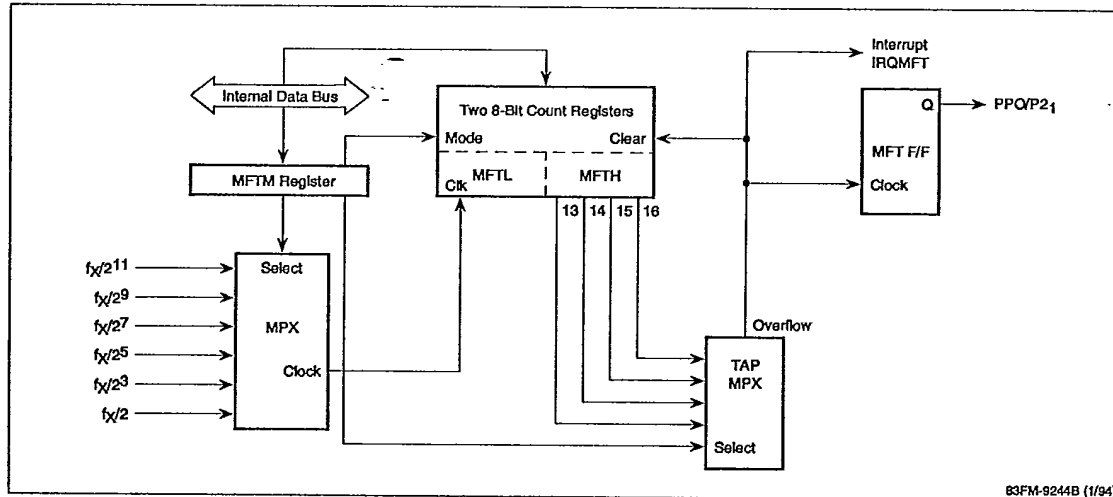 Interrupt
IRQMFT
Internal Data Bus
Two 8-Bit Count Registers
Q
PPO/P2₁
Mode
Clear
MFT F/F
MFTM Register
MFTL
MFTH
Clk
Clock
13 14 15 16
Select
fX/2¹¹
fX/2⁹
MPX
fX/2⁷
fX/2⁵
Clock
fX/2³
fX/2
Overflow
TAP
MPX
Select
83FM-9244B (1/94)